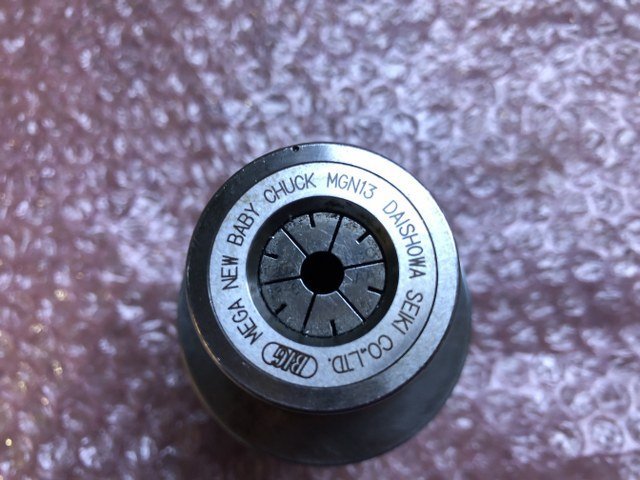 BIG MEGA NEW BABY CHUCK MGN13 DAISHOWA SEIKI CO.,LTD.